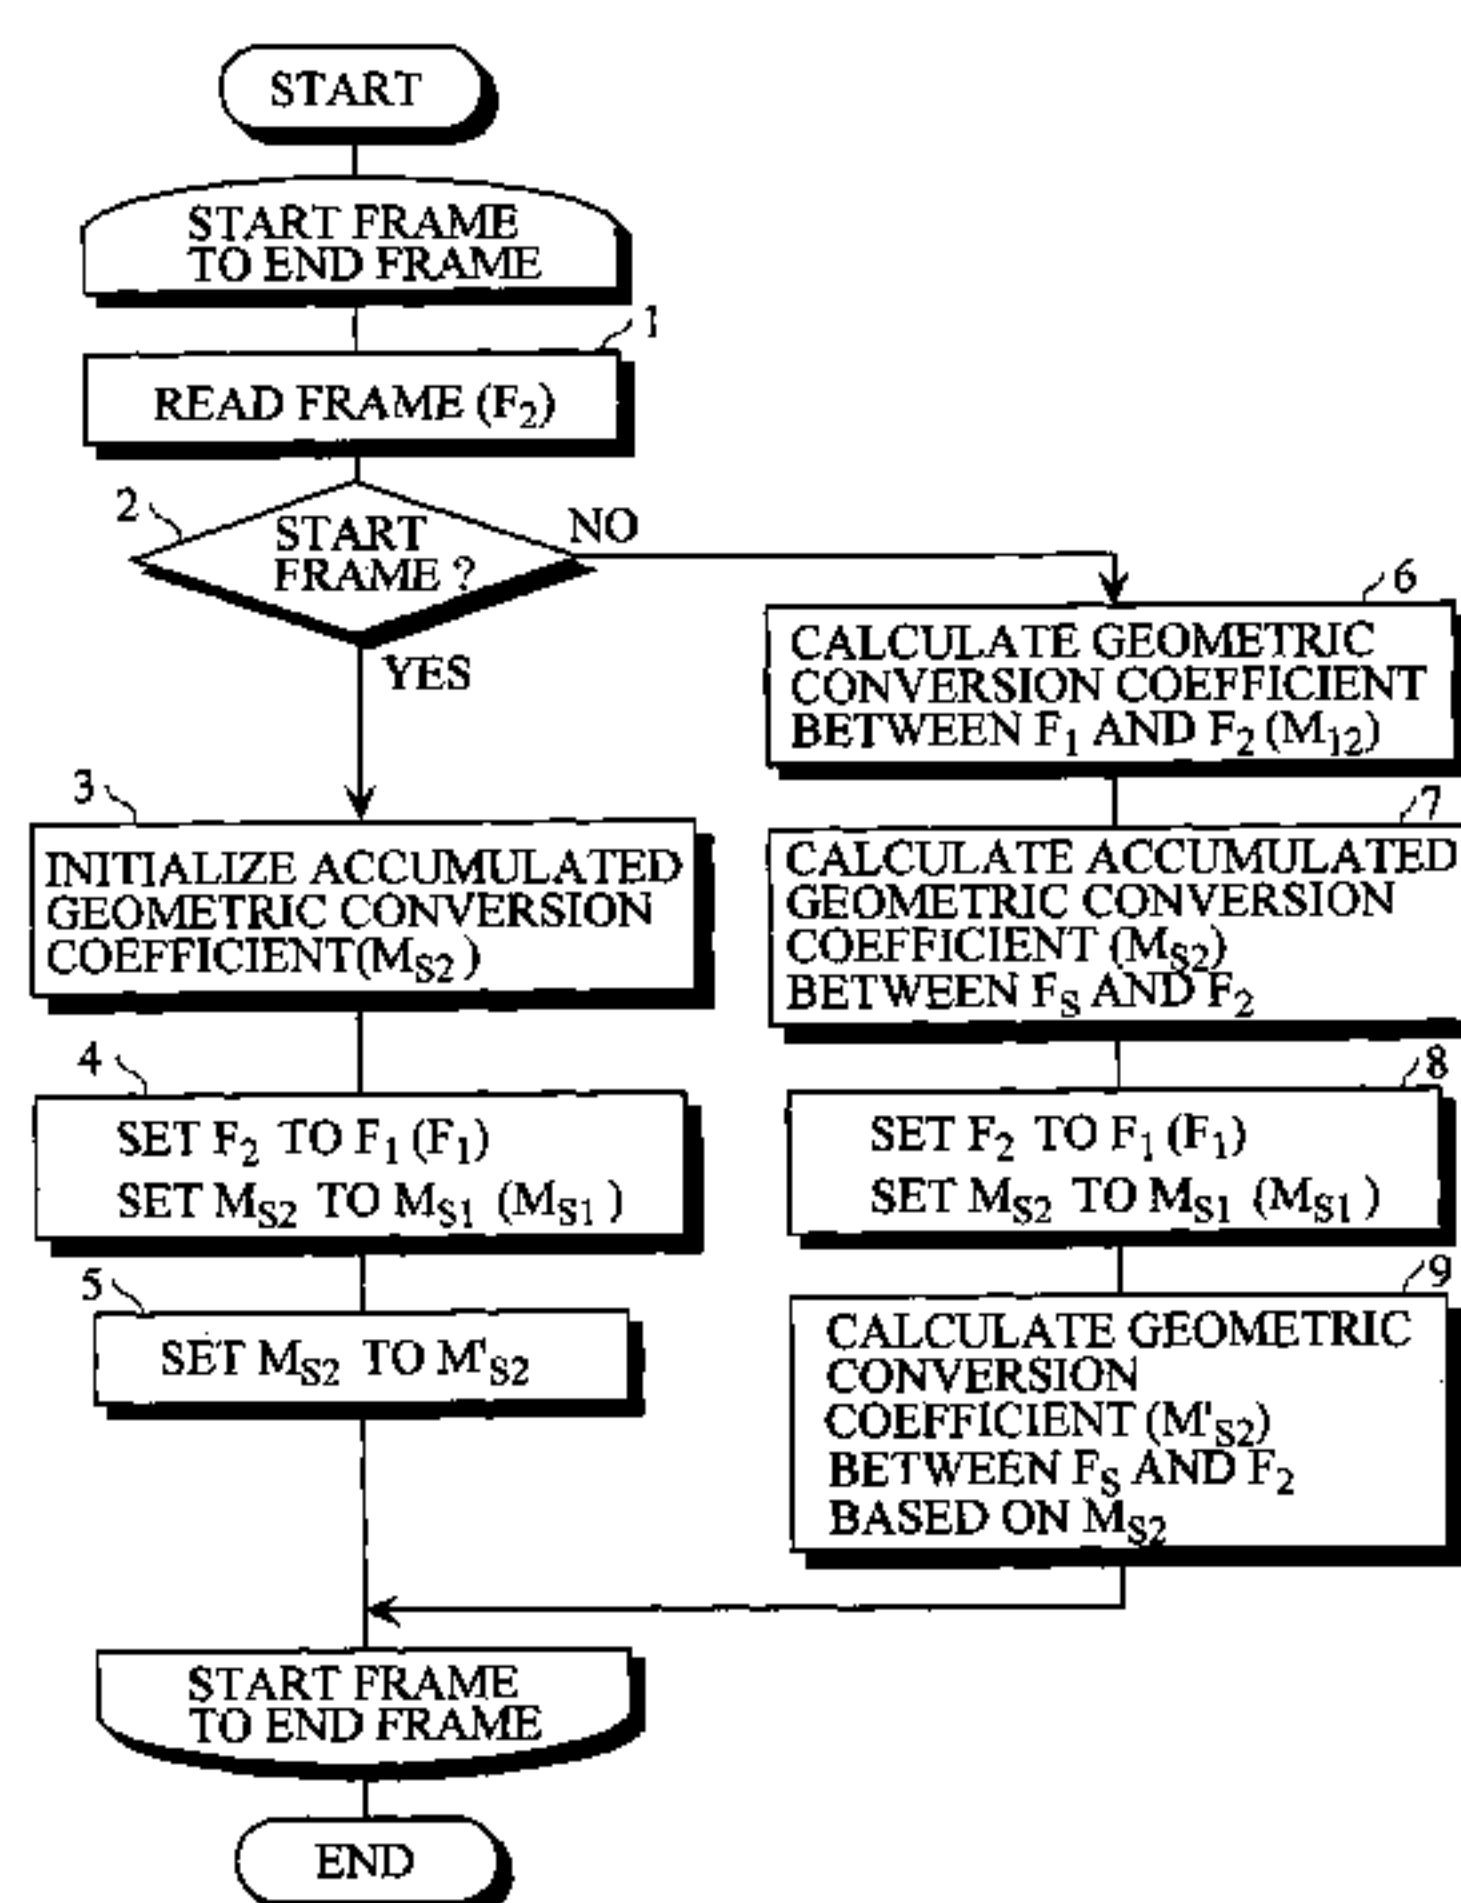 START
START FRAME
TO END FRAME
1
READ FRAME (F2)
2
START
FRAME ?
NO
YES
3
INITIALIZE ACCUMULATED
GEOMETRIC CONVERSION
COEFFICIENT(MS2)
4
SET F2 TO F1 (F1)
SET MS2 TO MS1 (MS1)
5
SET MS2 TO M'S2
6
CALCULATE GEOMETRIC
CONVERSION COEFFICIENT
BETWEEN F1 AND F2 (M12)
7
CALCULATE ACCUMULATED
GEOMETRIC CONVERSION
COEFFICIENT (MS2)
BETWEEN FS AND F2
8
SET F2 TO F1 (F1)
SET MS2 TO MS1 (MS1)
9
CALCULATE GEOMETRIC
CONVERSION
COEFFICIENT (M'S2)
BETWEEN FS AND F2
BASED ON MS2
START FRAME
TO END FRAME
END